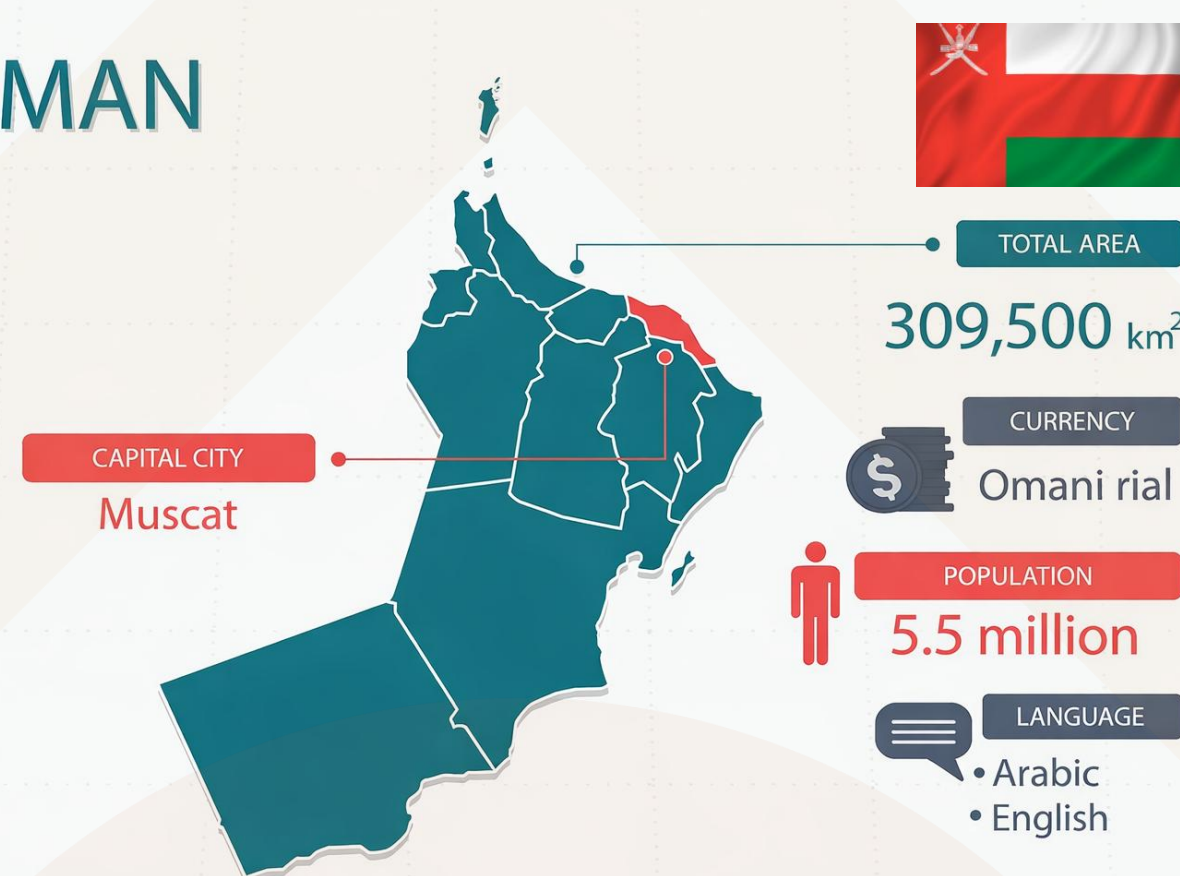 MAN
TOTAL AREA
309,500 km²
CURRENCY
$
Omani rial
CAPITAL CITY
Muscat
POPULATION
5.5 million
LANGUAGE
• Arabic
• English